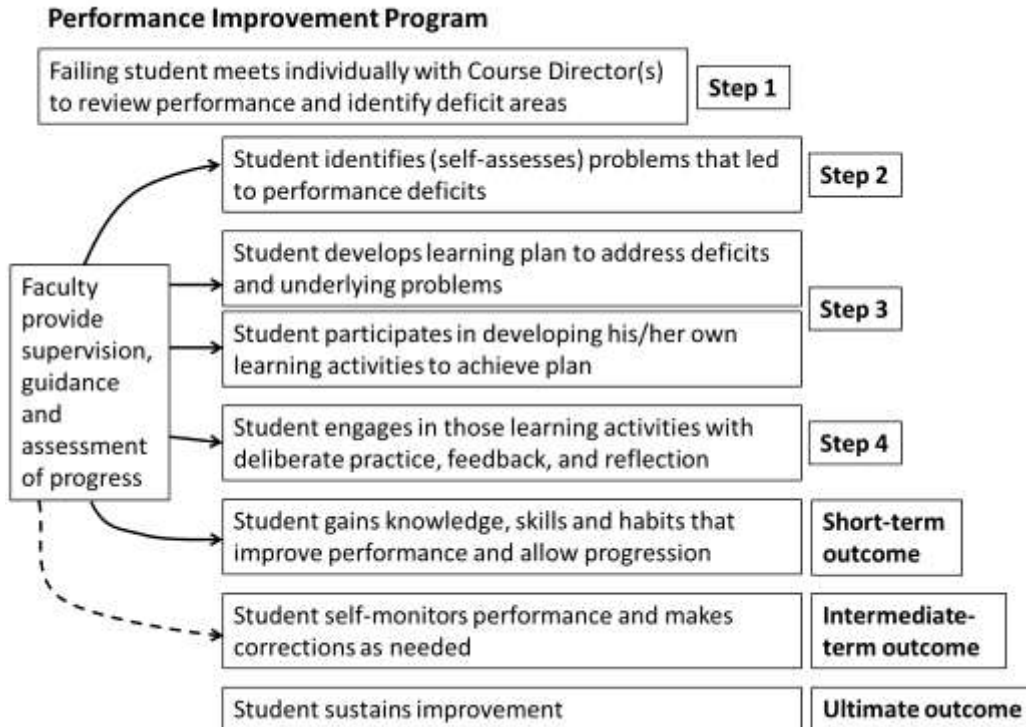 Performance Improvement Program
Failing student meets individually with Course Director(s)
to review performance and identify deficit areas
Step 1
Student identifies (self-assesses) problems that led
to performance deficits
Step 2
Faculty
provide
supervision,
guidance
and
assessment
of progress
Student develops learning plan to address deficits
and underlying problems
Student participates in developing his/her own
learning activities to achieve plan
Step 3
Student engages in those learning activities with
deliberate practice, feedback, and reflection
Step 4
Student gains knowledge, skills and habits that
improve performance and allow progression
Short-term
outcome
Student self-monitors performance and makes
corrections as needed
Intermediate-
term outcome
Student sustains improvement
Ultimate outcome